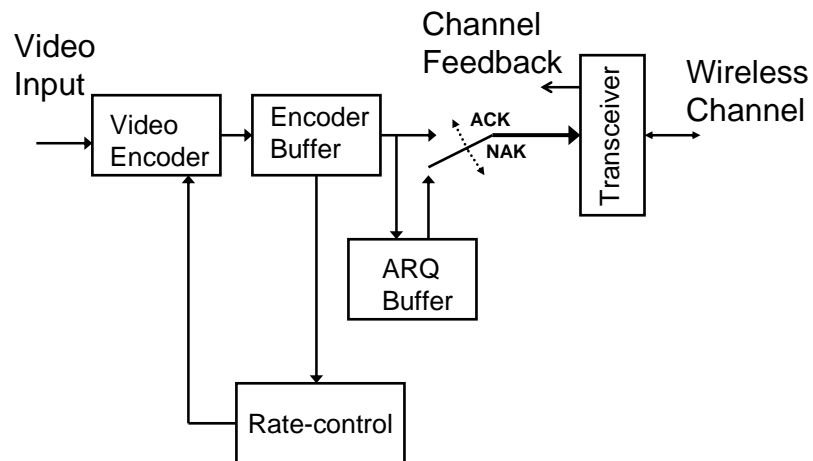 Video
Input
Video
Encoder
Encoder
Buffer
Channel
Feedback
ACK
NAK
Transceiver
Wireless
Channel
ARQ
Buffer
Rate-control